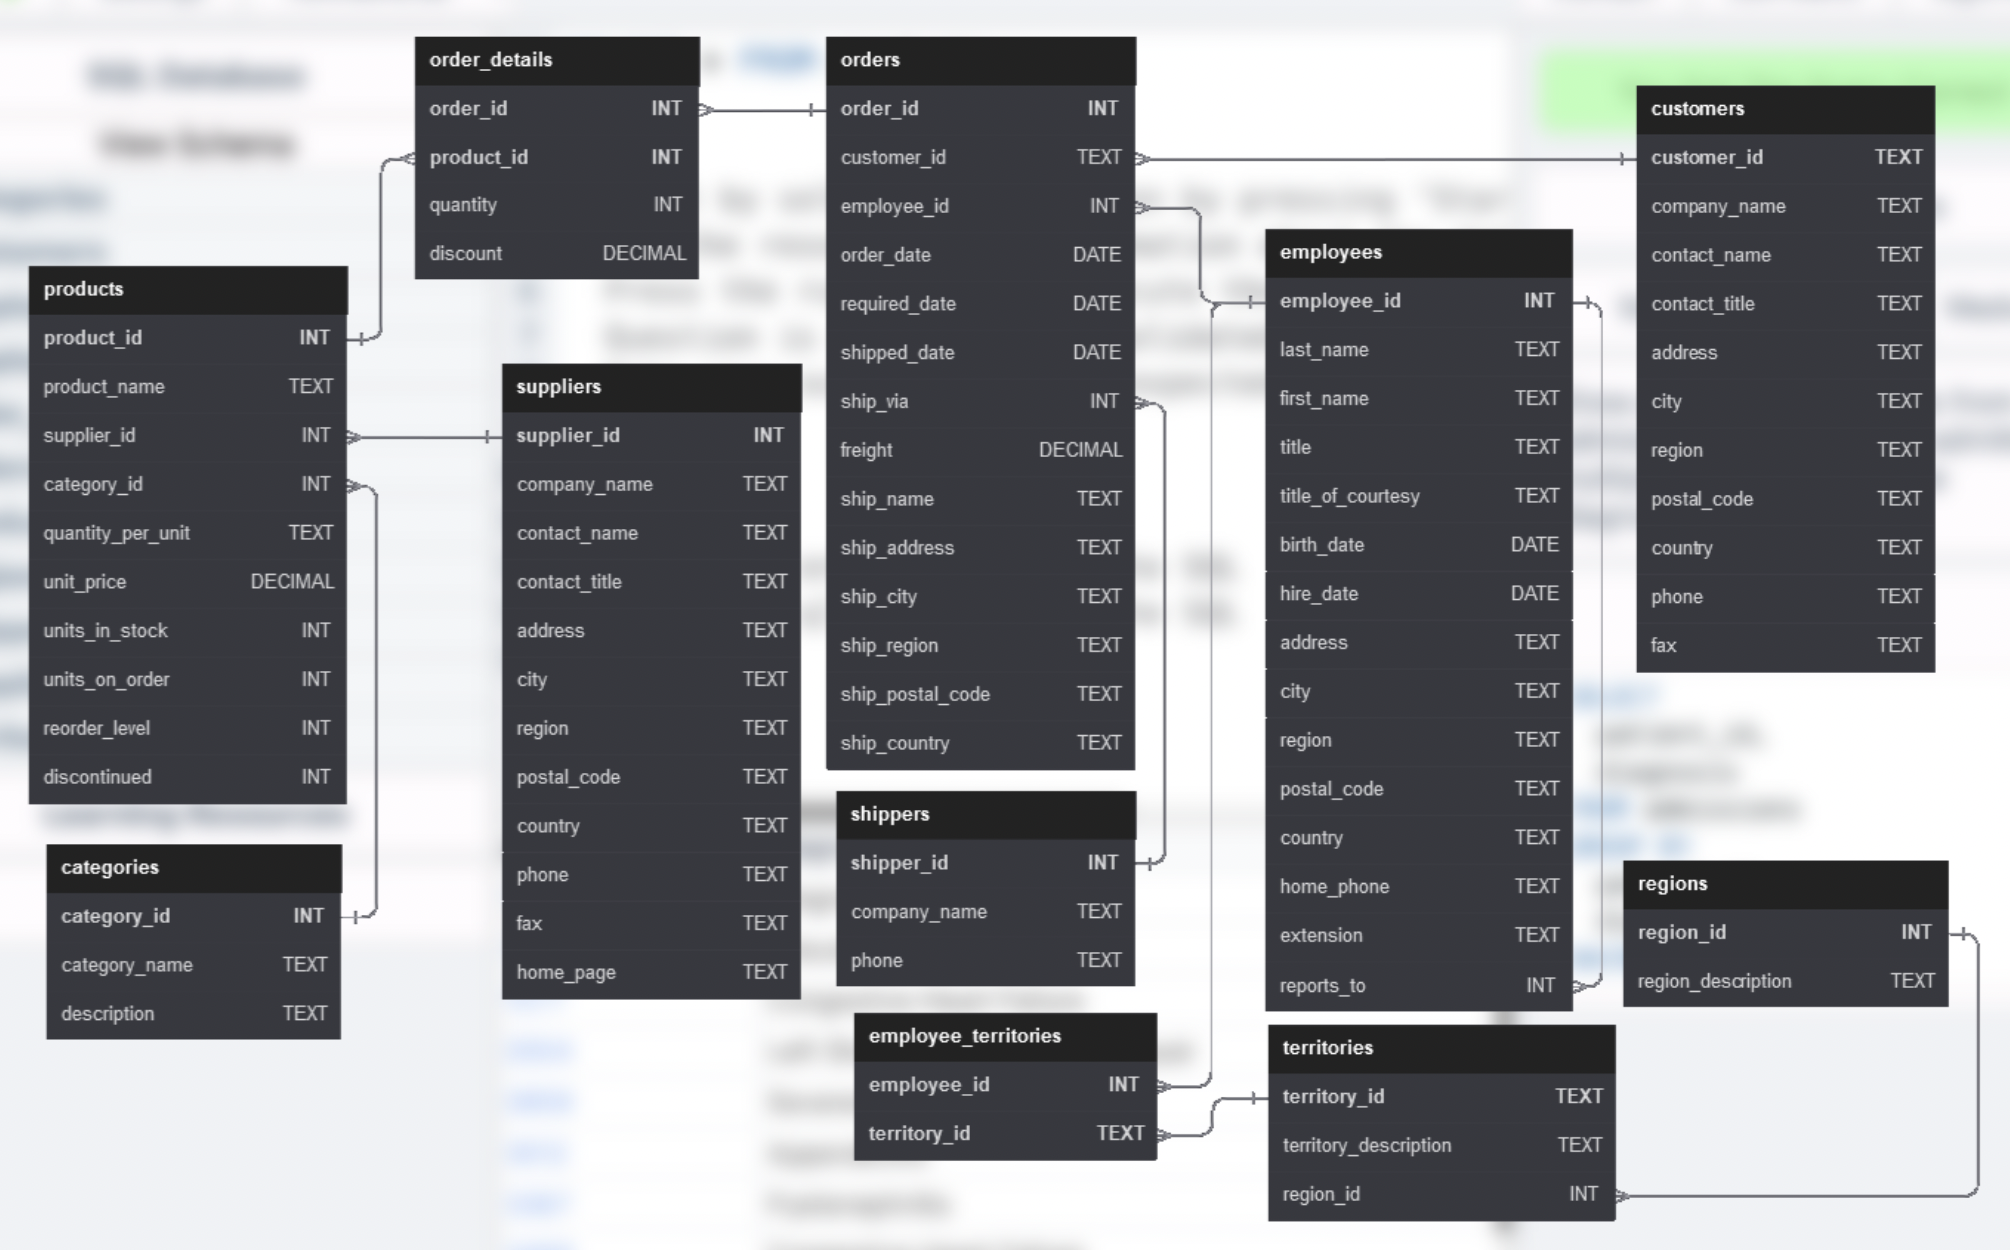 order_details
order_id INT
product_id INT
quantity INT
discount DECIMAL
orders
order_id INT
customer_id TEXT
employee_id INT
order_date DATE
required_date DATE
shipped_date DATE
ship_via INT
freight DECIMAL
ship_name TEXT
ship_address TEXT
ship_city TEXT
ship_region TEXT
ship_postal_code TEXT
ship_country TEXT
customers
customer_id TEXT
company_name TEXT
contact_name TEXT
contact_title TEXT
address TEXT
city TEXT
region TEXT
postal_code TEXT
country TEXT
phone TEXT
fax TEXT
employees
employee_id INT
last_name TEXT
first_name TEXT
title TEXT
title_of_courtesy TEXT
birth_date DATE
hire_date DATE
address TEXT
city TEXT
region TEXT
postal_code TEXT
country TEXT
home_phone TEXT
extension TEXT
reports_to INT
products
product_id INT
product_name TEXT
supplier_id INT
category_id INT
quantity_per_unit TEXT
unit_price DECIMAL
units_in_stock INT
units_on_order INT
reorder_level INT
discontinued INT
suppliers
supplier_id INT
company_name TEXT
contact_name TEXT
contact_title TEXT
address TEXT
city TEXT
region TEXT
postal_code TEXT
country TEXT
phone TEXT
fax TEXT
home_page TEXT
shippers
shipper_id INT
company_name TEXT
phone TEXT
categories
category_id INT
category_name TEXT
description TEXT
regions
region_id INT
region_description TEXT
employee_territories
employee_id INT
territory_id TEXT
territories
territory_id TEXT
territory_description TEXT
region_id INT
SQL Database
View Schema
Learning Resources